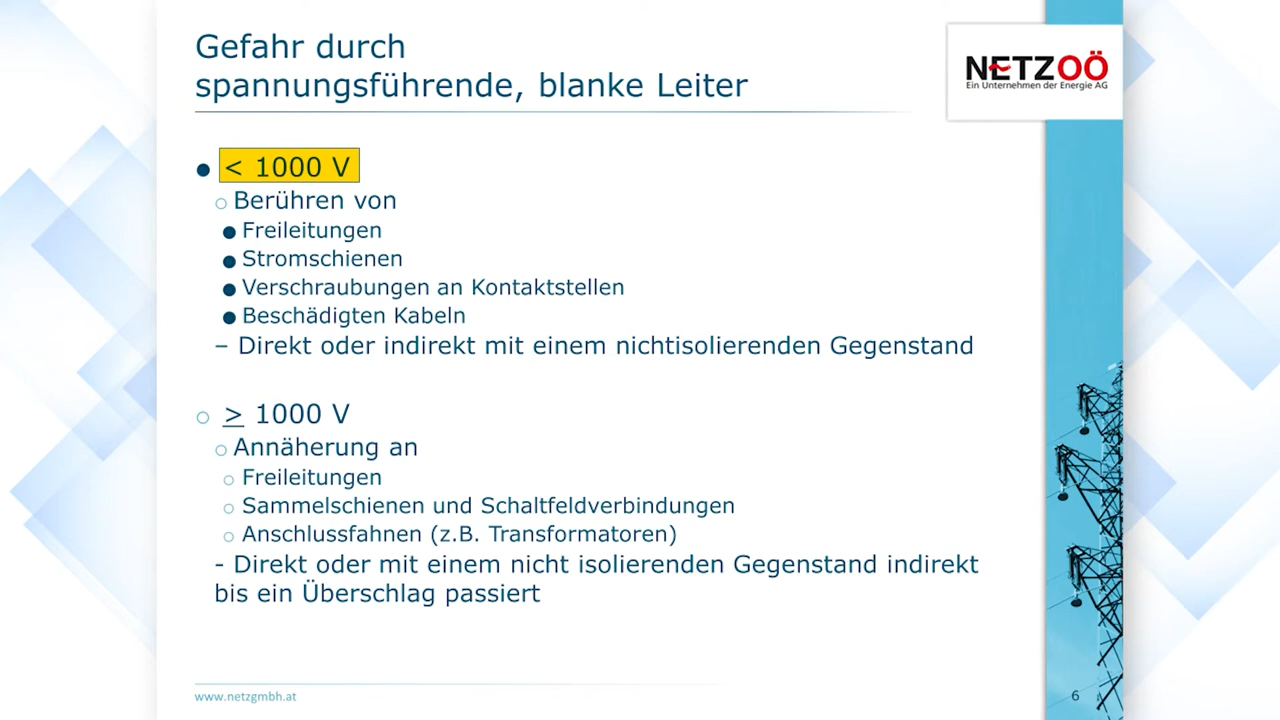 Gefahr durch
spannungsführende, blanke Leiter
NETZOÖ
Ein Unternehmen der Energie AG
< 1000 V
Berühren von
Freileitungen
Stromschienen
Verschraubungen an Kontaktstellen
Beschädigten Kabeln
– Direkt oder indirekt mit einem nichtisolierenden Gegenstand
≥ 1000 V
Annäherung an
Freileitungen
Sammelschienen und Schaltfeldverbindungen
Anschlussfahnen (z.B. Transformatoren)
- Direkt oder mit einem nicht isolierenden Gegenstand indirekt
bis ein Überschlag passiert
www.netzgmbh.at
6